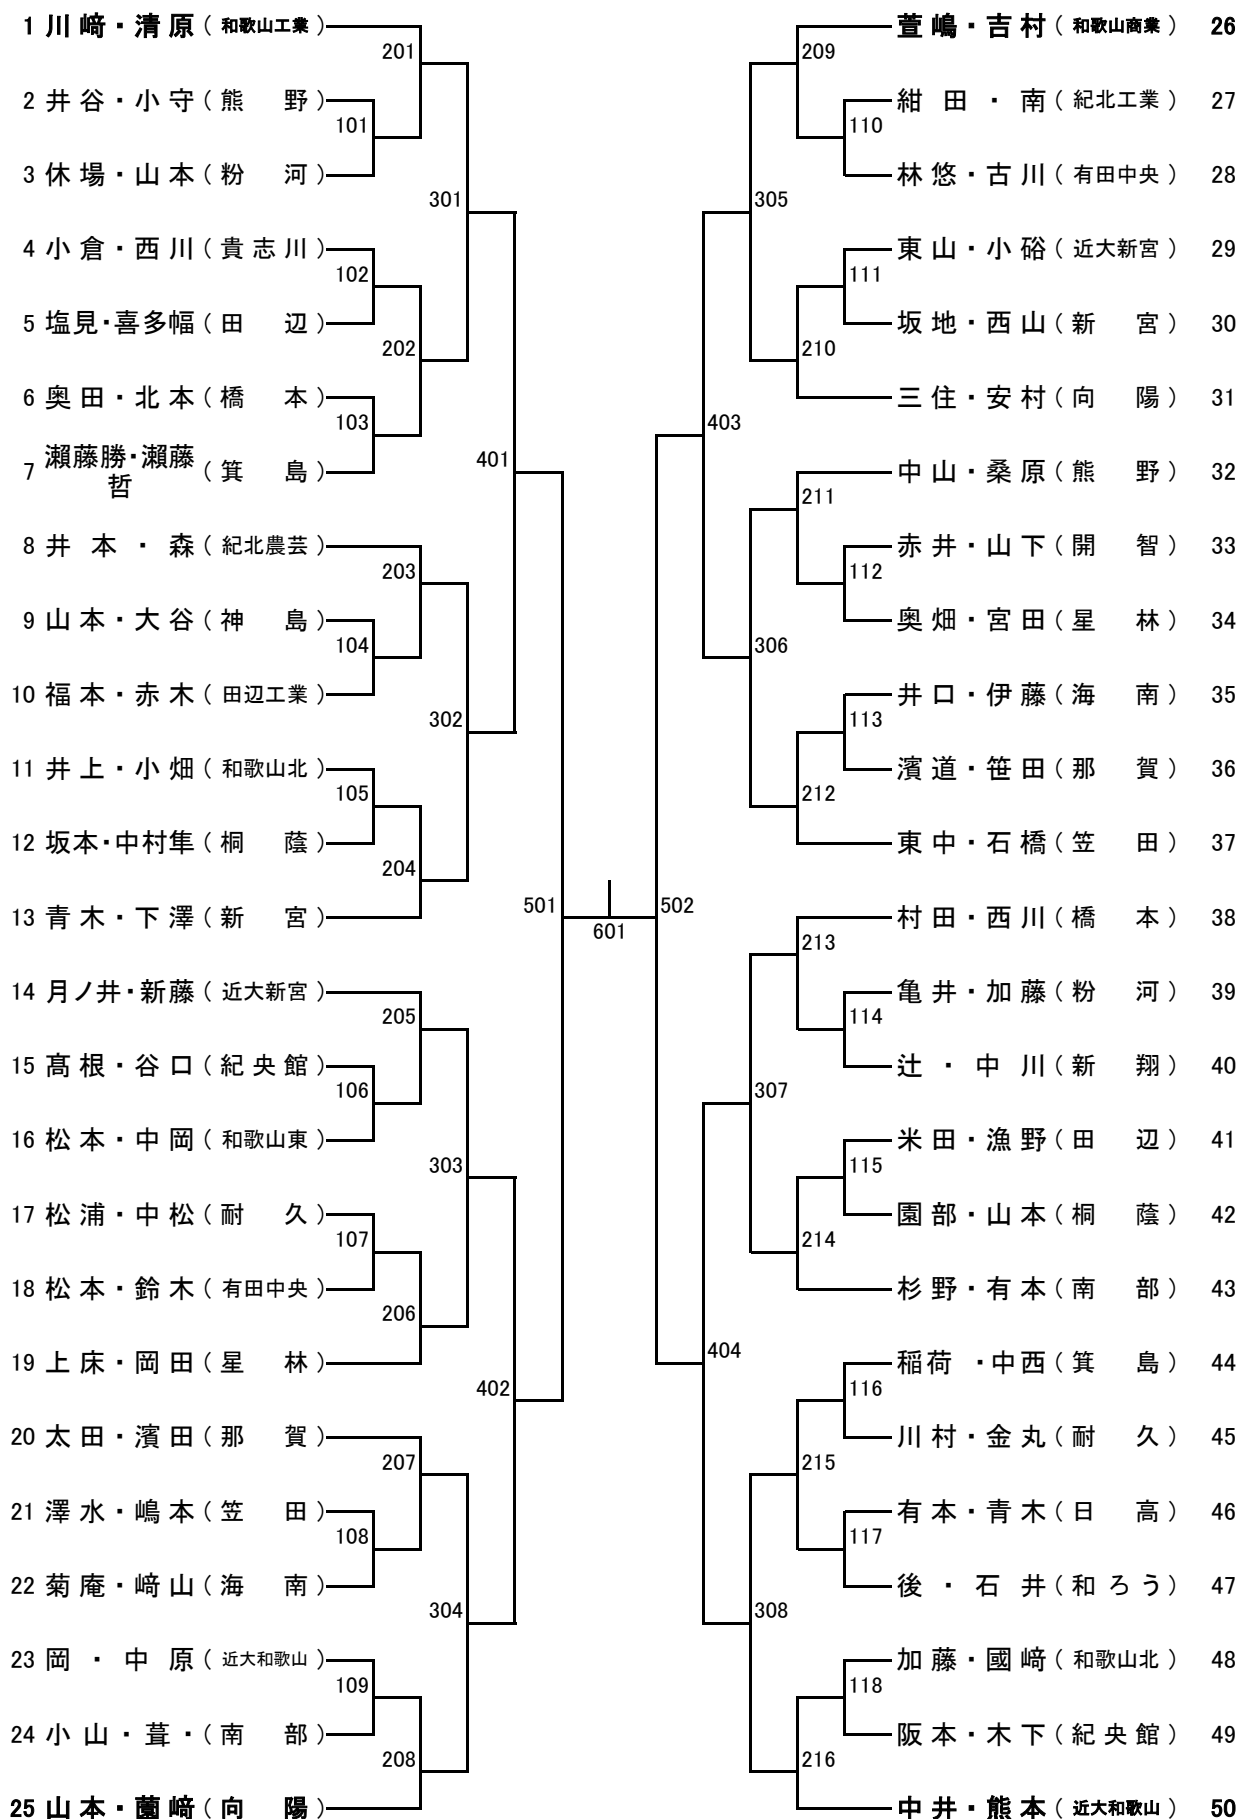 1 川﨑・清原（和歌山工業）
201
2 井谷・小守（熊野）
101
3 休場・山本（粉河）
301
4 小倉・西川（貴志川）
102
5 塩見・喜多幅（田辺）
202
6 奥田・北本（橋本）
103
7 瀨藤勝・瀨藤哲（箕島）
401
8 井本・森（紀北農芸）
203
9 山本・大谷（神島）
104
10 福本・赤木（田辺工業）
302
11 井上・小畑（和歌山北）
105
12 坂本・中村隼（桐蔭）
204
13 青木・下澤（新宮）
501
14 月ノ井・新藤（近大新宮）
205
15 髙根・谷口（紀央館）
106
16 松本・中岡（和歌山東）
303
17 松浦・中松（耐久）
107
18 松本・鈴木（有田中央）
206
19 上床・岡田（星林）
402
20 太田・濱田（那賀）
207
21 澤水・嶋本（笠田）
108
22 菊庵・﨑山（海南）
304
23 岡・中原（近大和歌山）
109
24 小山・葺・（南部）
208
25 山本・薗﨑（向陽）
601
萱嶋・吉村（和歌山商業） 26
209
紺田・南（紀北工業） 27
110
林悠・古川（有田中央） 28
305
東山・小硲（近大新宮） 29
111
坂地・西山（新宮） 30
210
三住・安村（向陽） 31
403
中山・桑原（熊野） 32
211
赤井・山下（開智） 33
112
奥畑・宮田（星林） 34
306
井口・伊藤（海南） 35
113
濱道・笹田（那賀） 36
212
東中・石橋（笠田） 37
502
村田・西川（橋本） 38
213
亀井・加藤（粉河） 39
114
辻・中川（新翔） 40
307
米田・漁野（田辺） 41
115
園部・山本（桐蔭） 42
214
杉野・有本（南部） 43
404
稲荷・中西（箕島） 44
116
川村・金丸（耐久） 45
215
有本・青木（日高） 46
117
後・石井（和ろう） 47
308
加藤・國﨑（和歌山北） 48
118
阪本・木下（紀央館） 49
216
中井・熊本（近大和歌山） 50